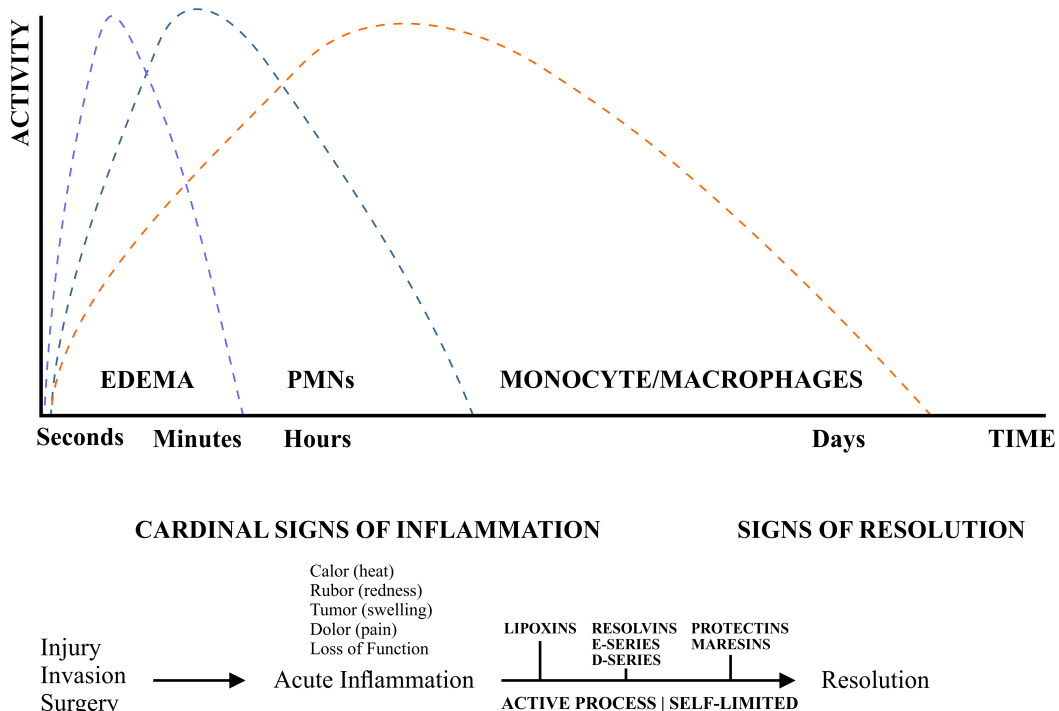 ACTIVITY
EDEMA
PMNs
MONOCYTE/MACROPHAGES
Seconds
Minutes
Hours
Days
TIME
CARDINAL SIGNS OF INFLAMMATION
SIGNS OF RESOLUTION
Calor (heat)
Rubor (redness)
Tumor (swelling)
Dolor (pain)
Loss of Function
Injury
Invasion
Surgery
Acute Inflammation
LIPOXINS
RESOLVINS
E-SERIES
D-SERIES
PROTECTINS
MARESINS
ACTIVE PROCESS | SELF-LIMITED
Resolution